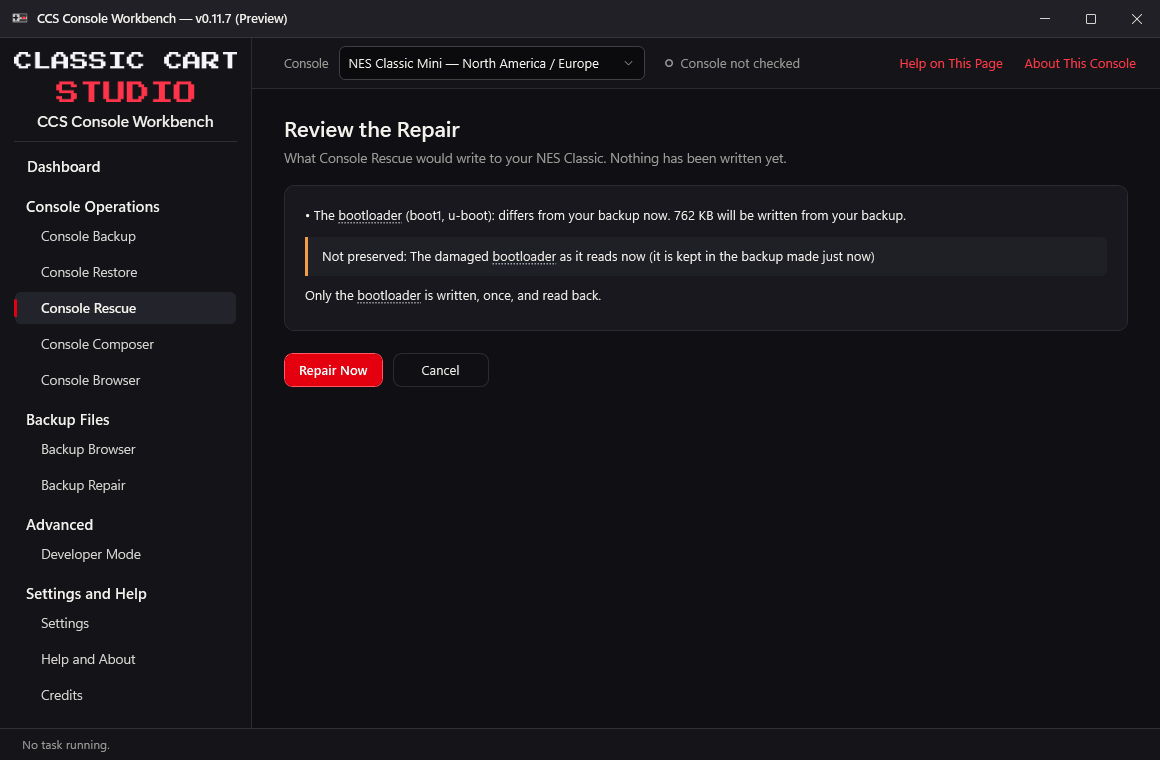 CCS Console Workbench — v0.11.7 (Preview)
CLASSIC CART
STUDIO
CCS Console Workbench
Console
NES Classic Mini — North America / Europe
Console not checked
Help on This Page
About This Console
Dashboard
Console Operations
Console Backup
Console Restore
Console Rescue
Console Composer
Console Browser
Backup Files
Backup Browser
Backup Repair
Advanced
Developer Mode
Settings and Help
Settings
Help and About
Credits
Review the Repair
What Console Rescue would write to your NES Classic. Nothing has been written yet.
• The bootloader (boot1, u-boot): differs from your backup now. 762 KB will be written from your backup.
Not preserved: The damaged bootloader as it reads now (it is kept in the backup made just now)
Only the bootloader is written, once, and read back.
Repair Now
Cancel
No task running.